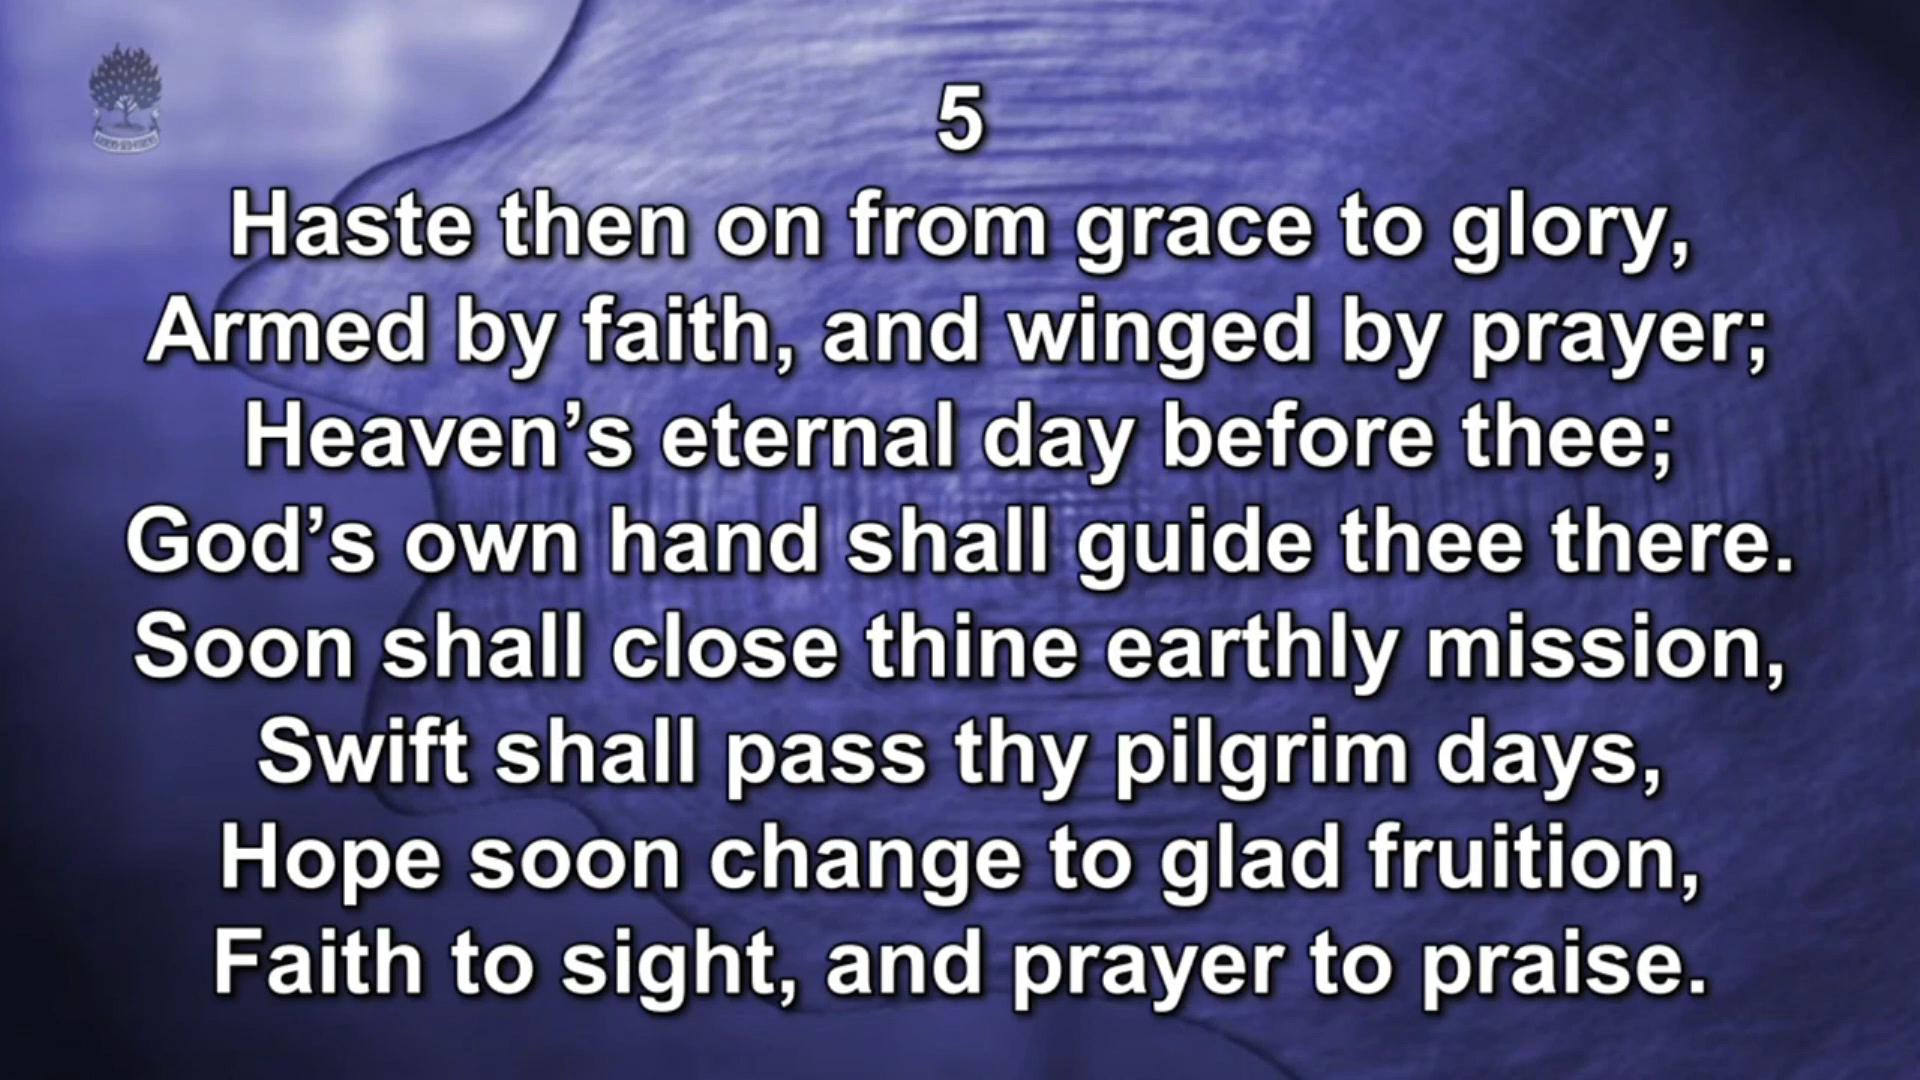 5
Haste then on from grace to glory,
Armed by faith, and winged by prayer;
Heaven’s eternal day before thee;
God’s own hand shall guide thee there.
Soon shall close thine earthly mission,
Swift shall pass thy pilgrim days,
Hope soon change to glad fruition,
Faith to sight, and prayer to praise.